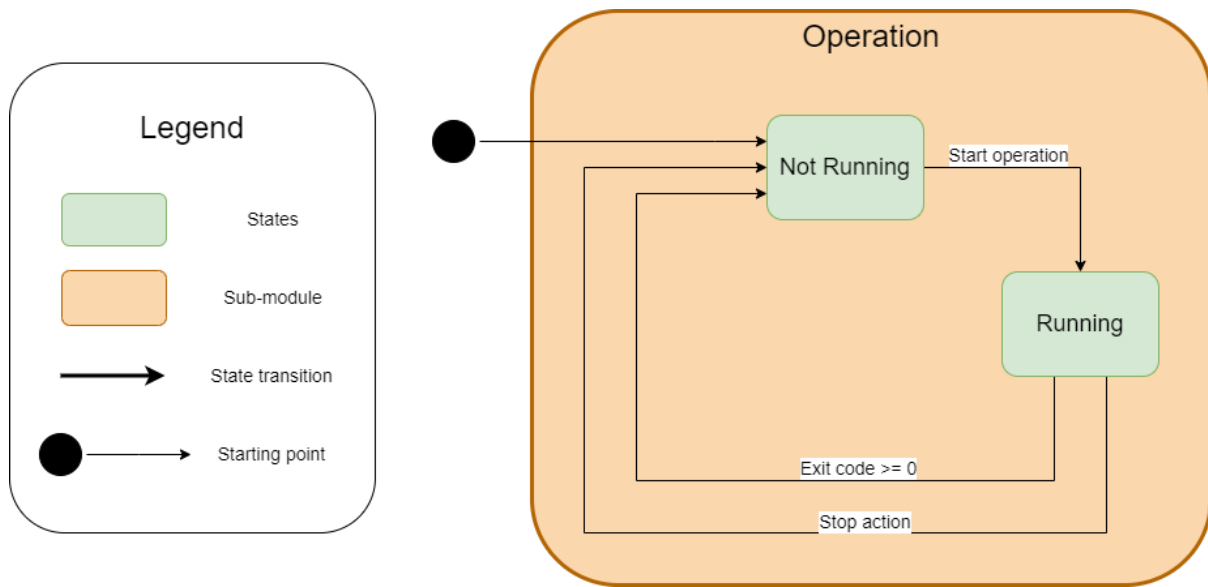 Legend
States
Sub-module
State transition
Starting point
Operation
Not Running
Start operation
Running
Exit code >= 0
Stop action